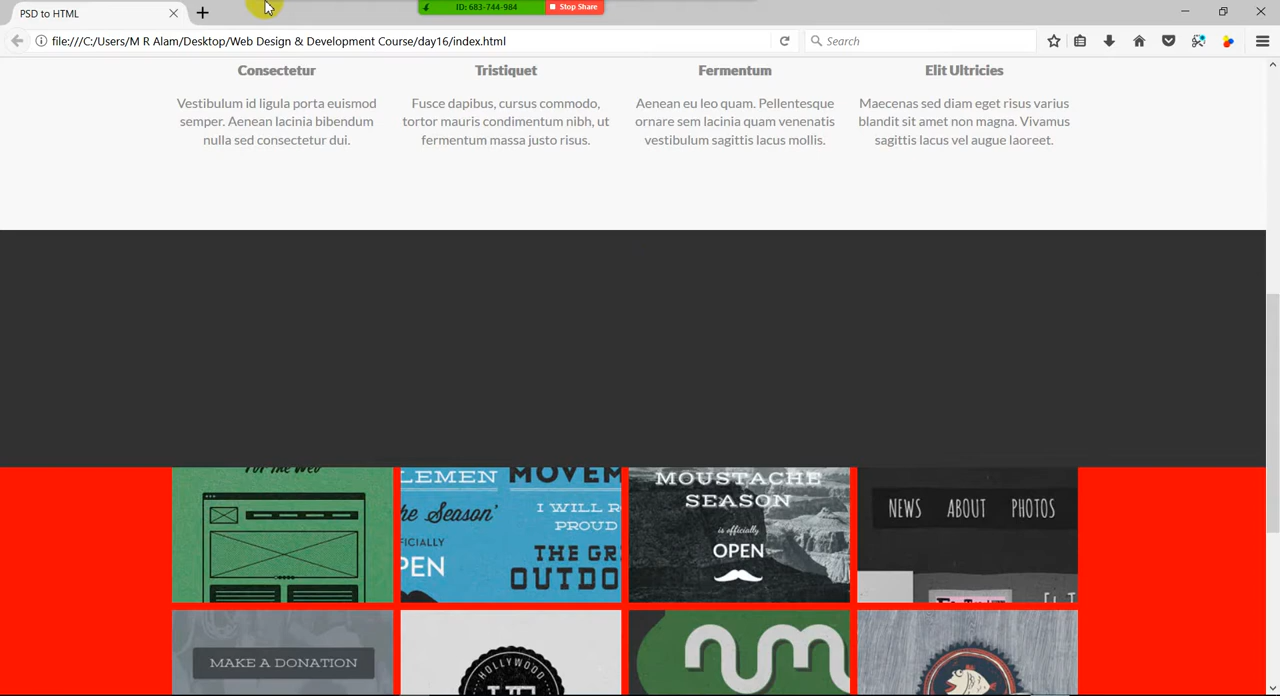 PSD to HTML
ID: 683-744-984
Stop Share
file:///C:/Users/M R Alam/Desktop/Web Design & Development Course/day16/index.html
Search
Consectetur
Tristiquet
Fermentum
Elit Ultricies
Vestibulum id ligula porta euismod
semper. Aenean lacinia bibendum
nulla sed consectetur dui.
Fusce dapibus, cursus commodo,
tortor mauris condimentum nibh, ut
fermentum massa justo risus.
Aenean eu leo quam. Pellentesque
ornare sem lacinia quam venenatis
vestibulum sagittis lacus mollis.
Maecenas sed diam eget risus varius
blandit sit amet non magna. Vivamus
sagittis lacus vel augue laoreet.
For the Web
LEMEN
he Season'
FICIALLY
PEN
MOVEM
I WILL R
PROUD
THE GR
OUTDO
MOUSTACHE
SEASON
is officially
OPEN
NEWS ABOUT PHOTOS
MAKE A DONATION
HOLLYWOOD